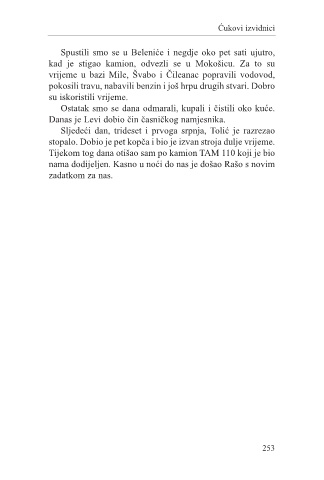 Ćukovi izvidnici
Spustili smo se u Beleniće i negdje oko pet sati ujutro,
kad je stigao kamion, odvezli se u Mokošicu. Za to su
vrijeme u bazi Mile, Švabo i Čileanac popravili vodovod,
pokosili travu, nabavili benzin i još hrpu drugih stvari. Dobro
su iskoristili vrijeme.
Ostatak smo se dana odmarali, kupali i čistili oko kuće.
Danas je Levi dobio čin časničkog namjesnika.
Sljedeći dan, trideset i prvoga srpnja, Tolić je razrezao
stopalo. Dobio je pet kopča i bio je izvan stroja dulje vrijeme.
Tijekom tog dana otišao sam po kamion TAM 110 koji je bio
nama dodijeljen. Kasno u noći do nas je došao Rašo s novim
zadatkom za nas.
253